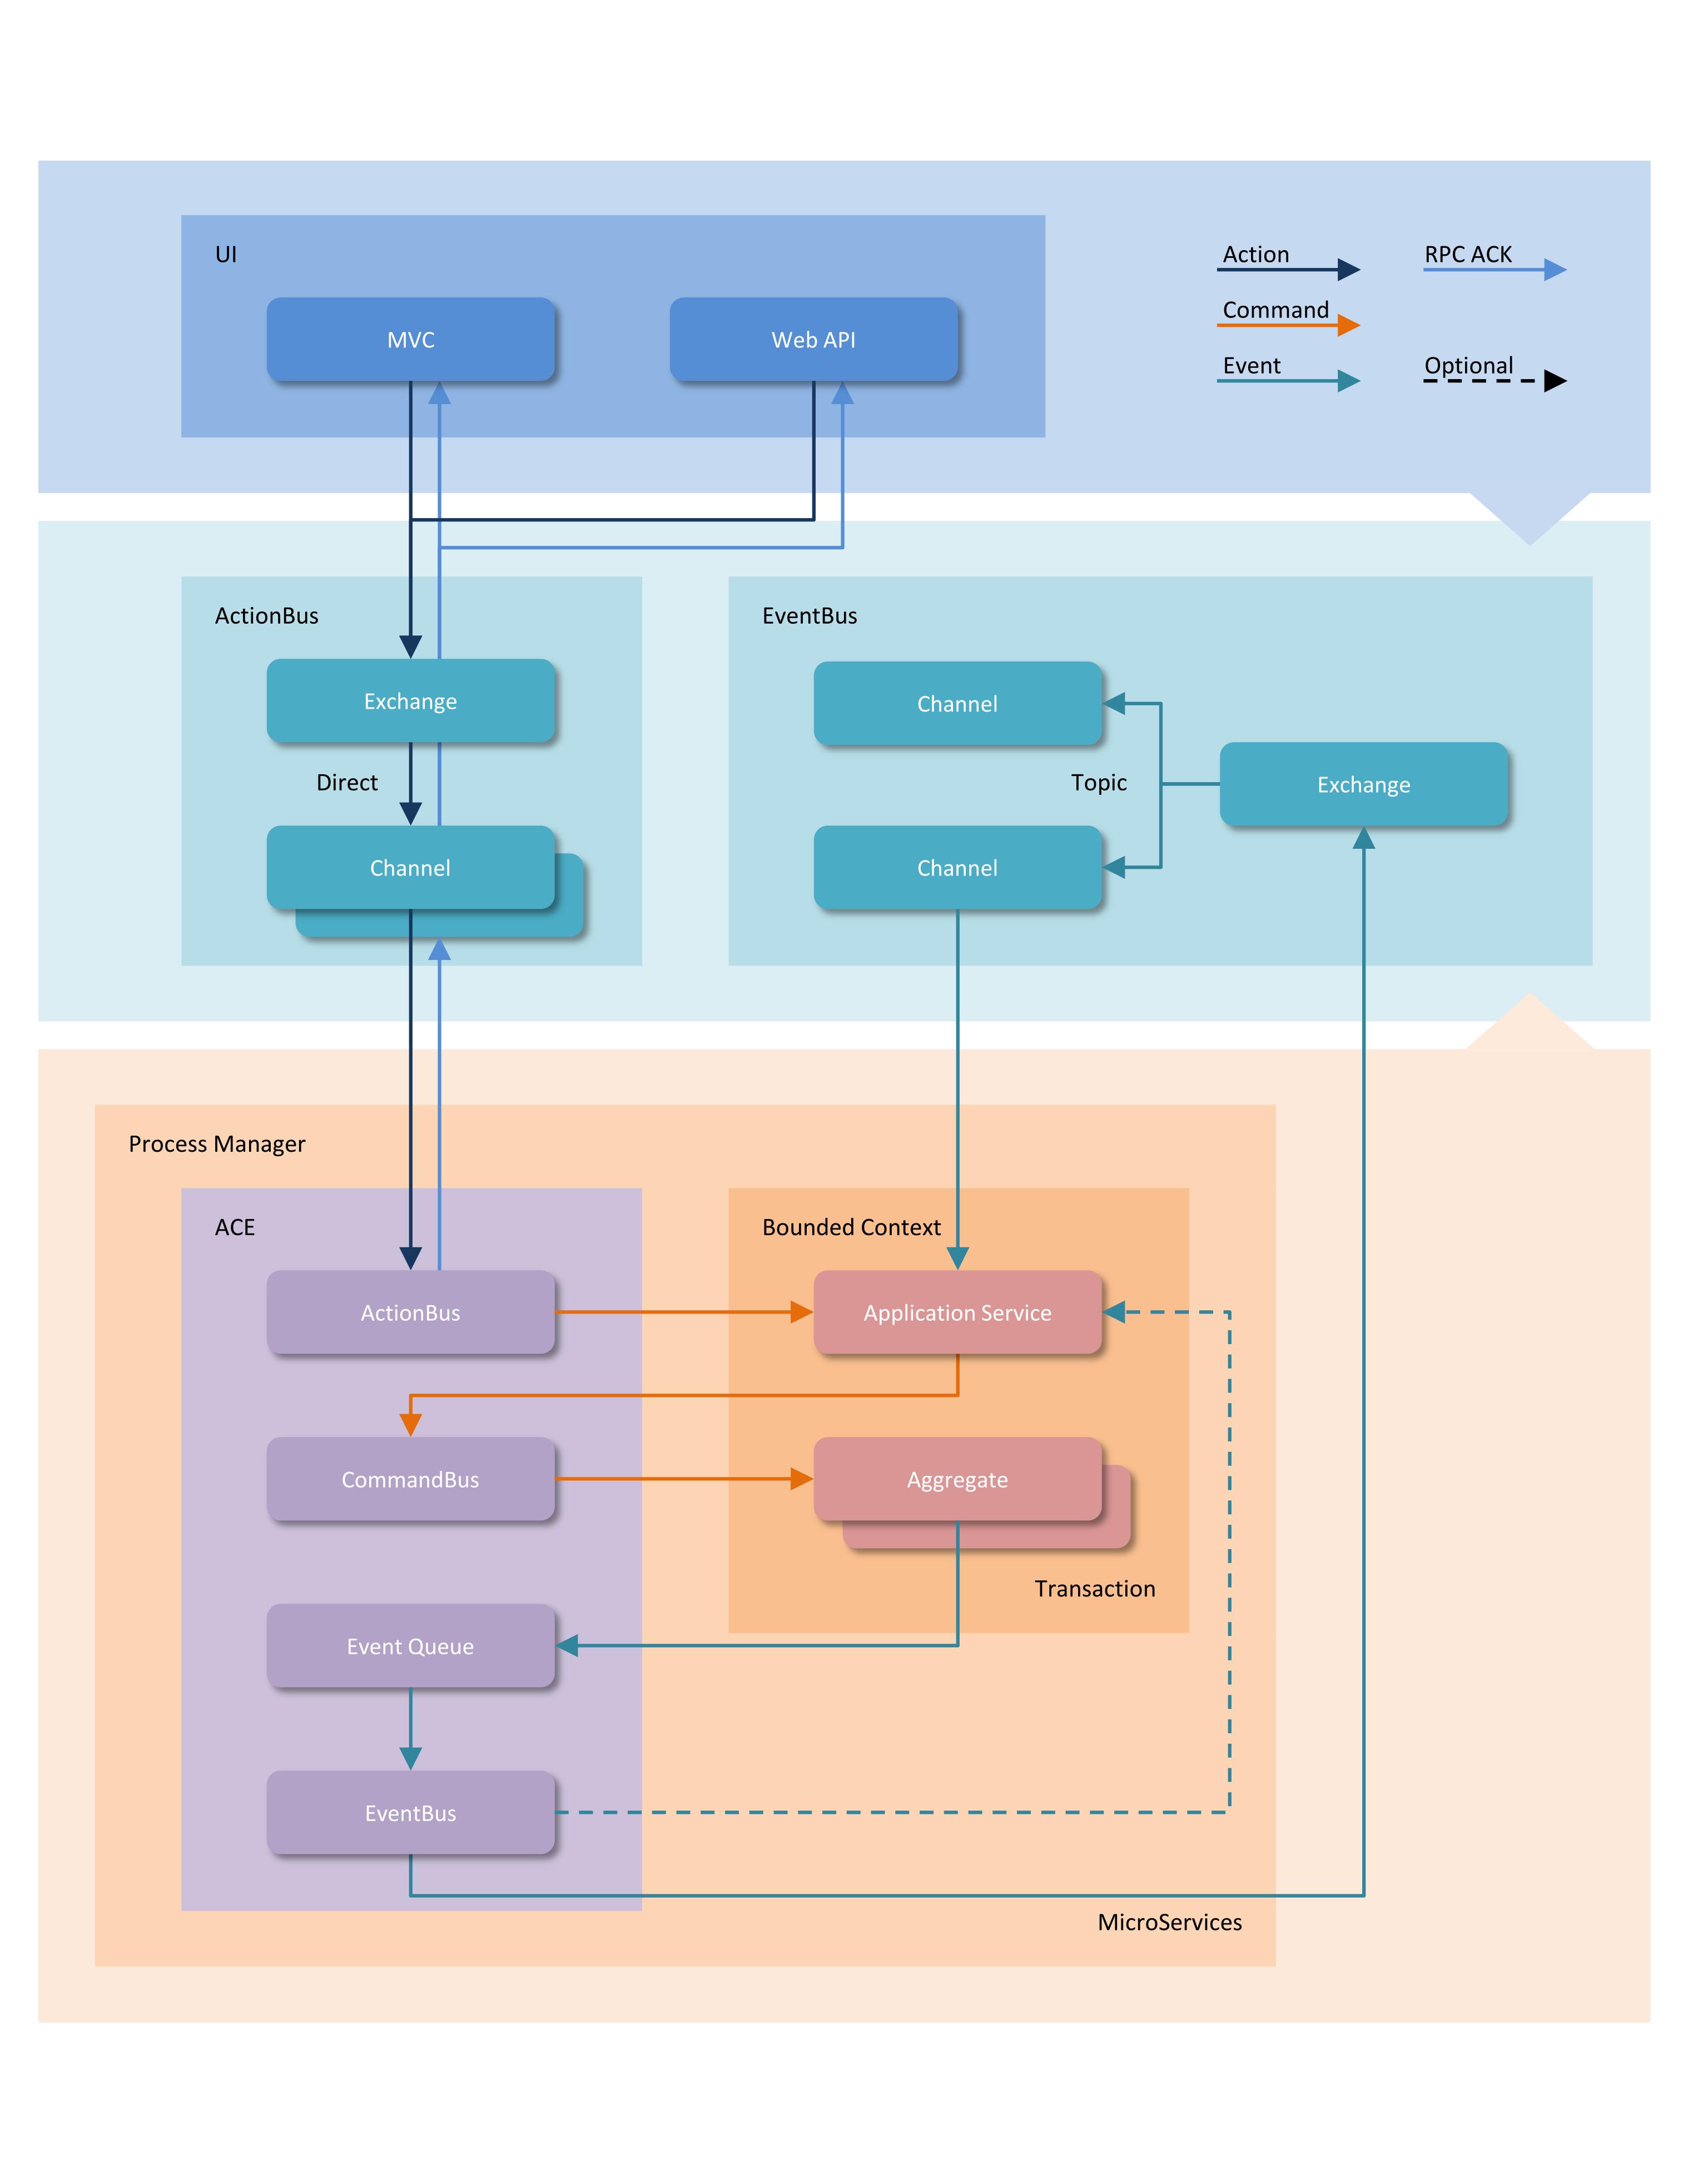 UI
MVC
Web API
Action
RPC ACK
Command
Event
Optional
ActionBus
Exchange
Direct
Channel
EventBus
Channel
Topic
Exchange
Channel
Process Manager
ACE
Bounded Context
ActionBus
Application Service
CommandBus
Aggregate
Transaction
Event Queue
EventBus
MicroServices